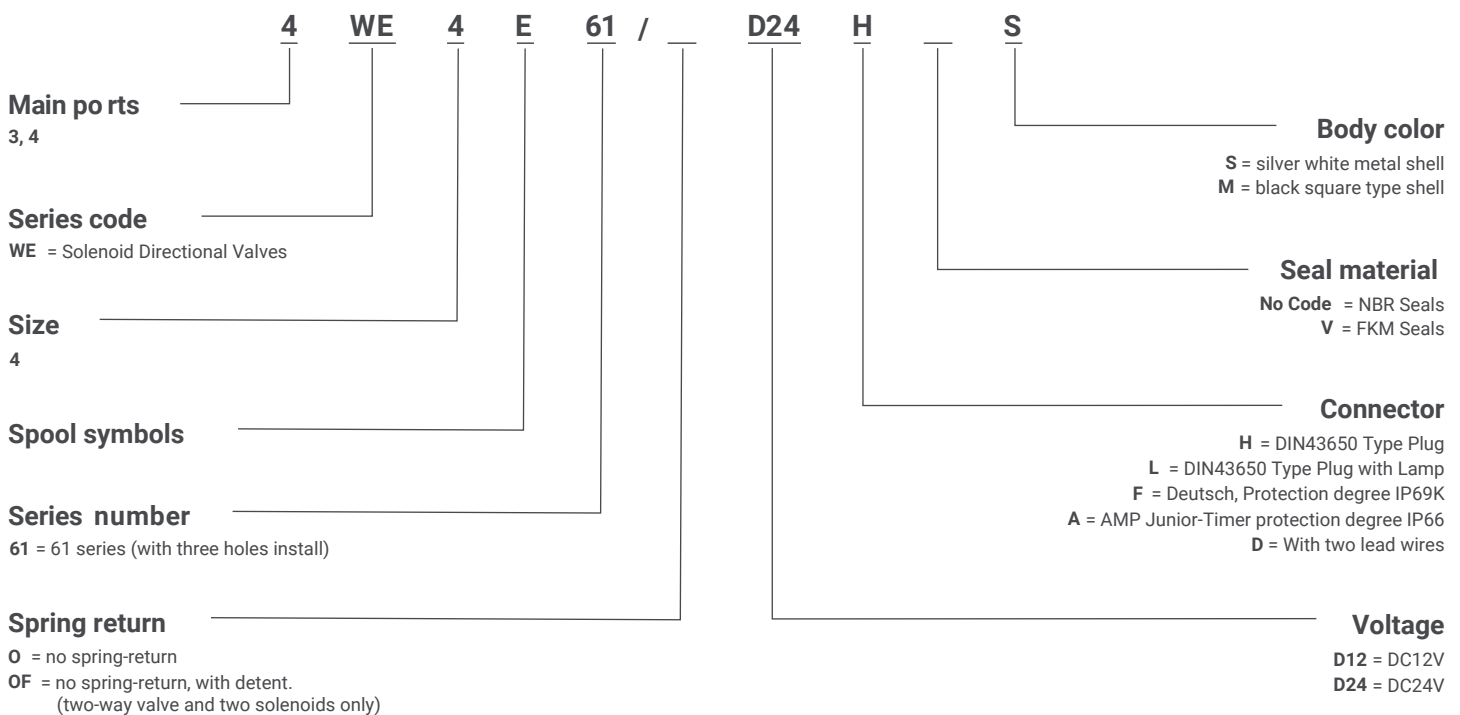 4 WE 4 E 61 / __ D24 H __ S
Main po rts
3, 4
Series code
WE = Solenoid Directional Valves
Size
4
Spool symbols
Series number
61 = 61 series (with three holes install)
Spring return
O = no spring-return
OF = no spring-return, with detent.
(two-way valve and two solenoids only)
Body color
S = silver white metal shell
M = black square type shell
Seal material
No Code = NBR Seals
V = FKM Seals
Connector
H = DIN43650 Type Plug
L = DIN43650 Type Plug with Lamp
F = Deutsch, Protection degree IP69K
A = AMP Junior-Timer protection degree IP66
D = With two lead wires
Voltage
D12 = DC12V
D24 = DC24V